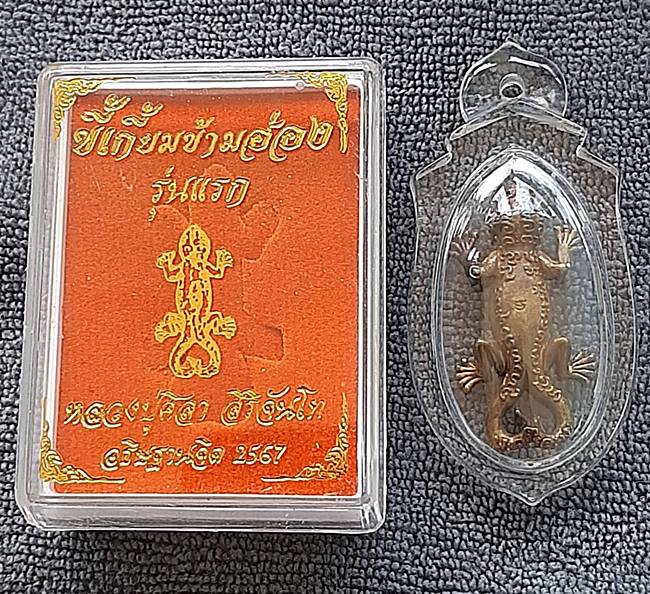 ขี้เกี้ยมข้ามฮ่อง
รุ่นแรก
หลวงปู่ศิลา สิริจันโท
อธิษฐานจิต 2567